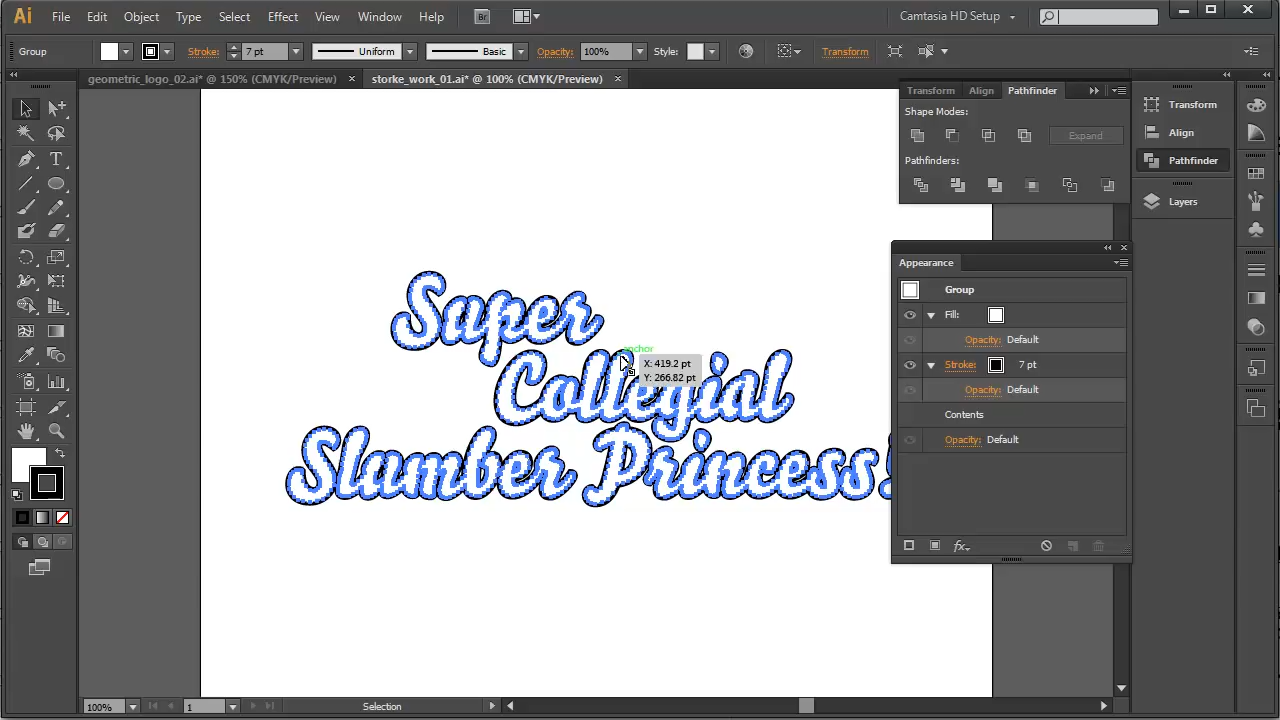 Ai File Edit Object Type Select Effect View Window Help Br Camtasia HD Setup
Group Stroke: 7 pt Uniform Basic Opacity: 100% Style: Transform
geometric_logo_02.ai* @ 150% (CMYK/Preview) storke_work_01.ai* @ 100% (CMYK/Preview)
Transform Align Pathfinder
Shape Modes:
Expand
Pathfinders:
Transform
Align
Pathfinder
Layers
Appearance
Group
Fill:
Opacity: Default
Stroke: 7 pt
Opacity: Default
Contents
Opacity: Default
Super
Collegial
Slumber Princess!
anchor
X: 419.2 pt
Y: 266.82 pt
100% 1 Selection